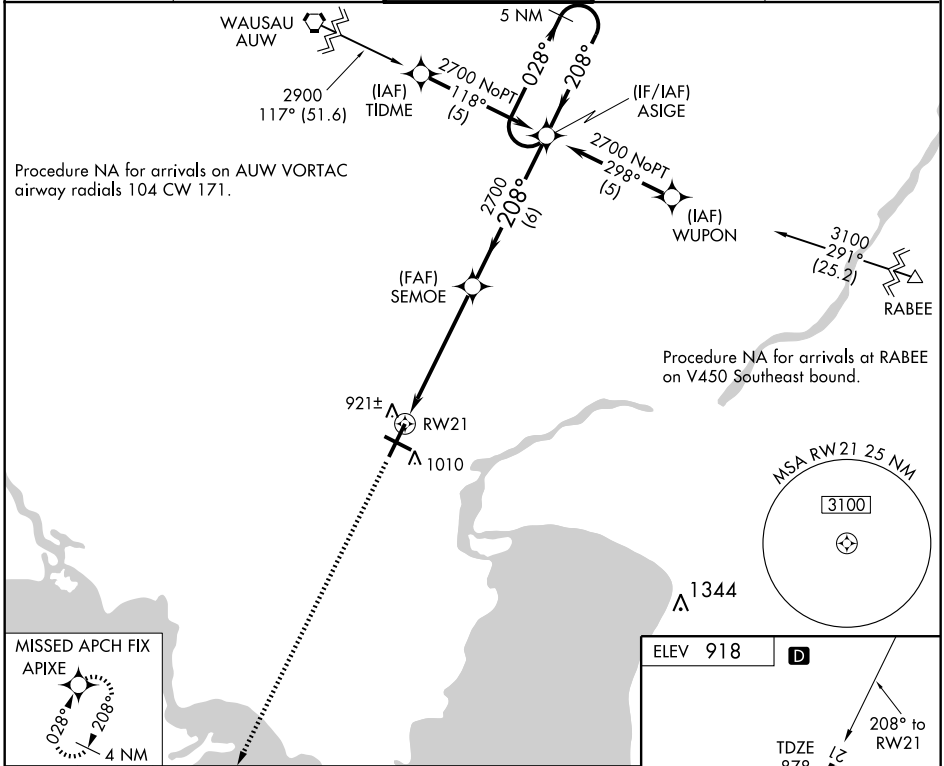 WAUSAU
AUW
2900
117° (51.6)
(IAF)
TIDME
2700 NoPT
118°
(5)
5 NM
028°
208°
(IF/IAF)
ASIGE
2700 NoPT
298°
(5)
(IAF)
WUPON
3100
291°
(25.2)
RABEE
Procedure NA for arrivals on AUW VORTAC
airway radials 104 CW 171.
2700
208°
(6)
(FAF)
SEMOE
Procedure NA for arrivals at RABEE
on V450 Southeast bound.
921±
RW21
1010
MSA RW21 25 NM
3100
1344
MISSED APCH FIX
APIXE
028°
208°
4 NM
ELEV 918
D
208° to
RW21
TDZE
878
21